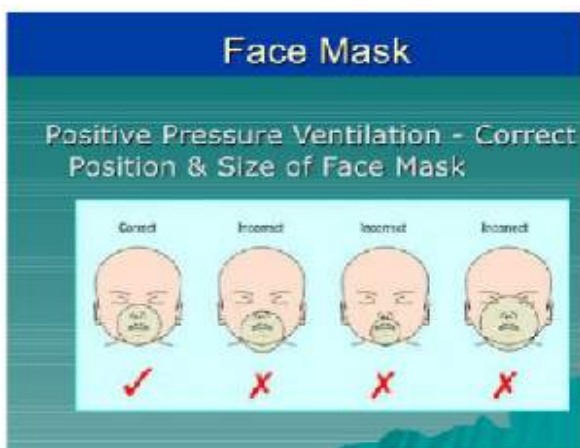 Face Mask
Positive Pressure Ventilation - Correct
Position & Size of Face Mask
Correct Incorrect Incorrect Incorrect